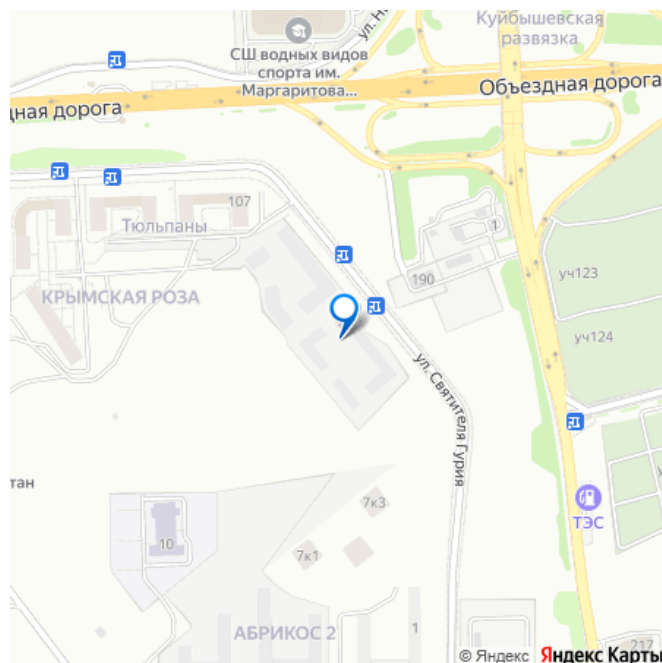 Куйбышевская
развязка
ул. Н
СШ водных видов
спорта им.
Маргаритова...
Объездная дорога
дная дорога
107
Тюльпаны
1
190
уч123
КРЫМСКАЯ РОЗА
уч124
ул. Святителя Гурия
тан
7к3
ТЭС
10
7к1
АБРИКОС 2
1
217
© Яндекс Яндекс Карты